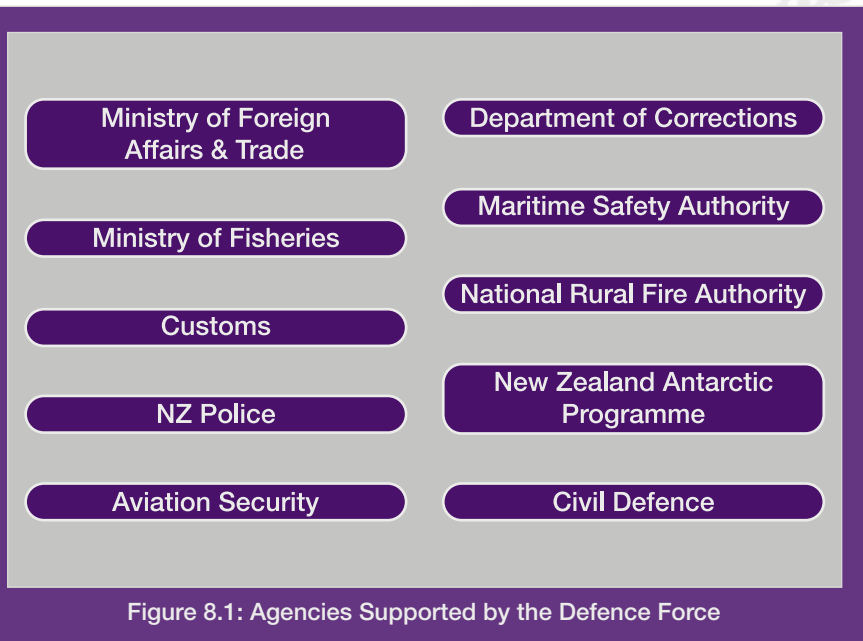 Ministry of Foreign
Affairs & Trade
Ministry of Fisheries
Customs
NZ Police
Aviation Security
Department of Corrections
Maritime Safety Authority
National Rural Fire Authority
New Zealand Antarctic
Programme
Civil Defence
Figure 8.1: Agencies Supported by the Defence Force